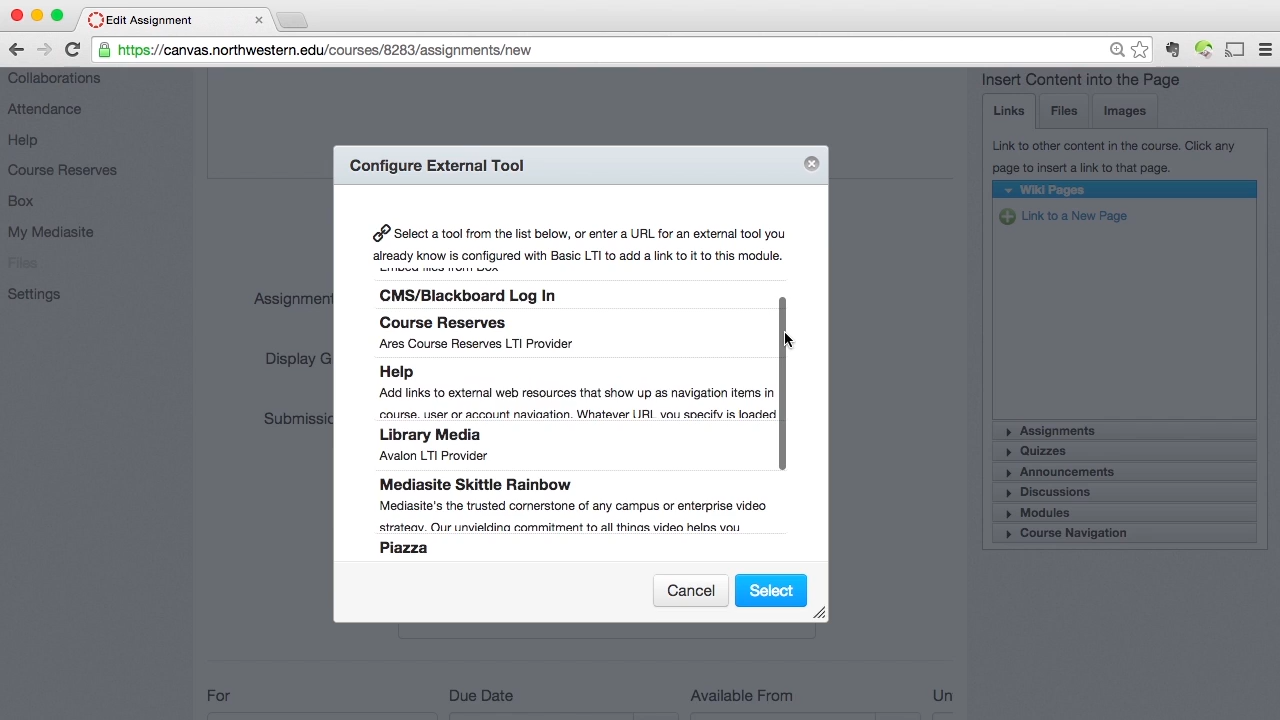 Edit Assignment
https://canvas.northwestern.edu/courses/8283/assignments/new
Collaborations
Attendance
Help
Course Reserves
Box
My Mediasite
Files
Settings
Assignment
Display G
Submissio
For
Due Date
Available From
Un
Configure External Tool
Select a tool from the list below, or enter a URL for an external tool you
already know is configured with Basic LTI to add a link to it to this module.
Embed files from Box
CMS/Blackboard Log In
Course Reserves
Ares Course Reserves LTI Provider
Help
Add links to external web resources that show up as navigation items in
course, user or account navigation. Whatever URL you specify is loaded
Library Media
Avalon LTI Provider
Mediasite Skittle Rainbow
Mediasite's the trusted cornerstone of any campus or enterprise video
strategy. Our unyielding commitment to all things video helps you
Piazza
Cancel
Select
Insert Content into the Page
Links
Files
Images
Link to other content in the course. Click any
page to insert a link to that page.
Wiki Pages
Link to a New Page
Assignments
Quizzes
Announcements
Discussions
Modules
Course Navigation